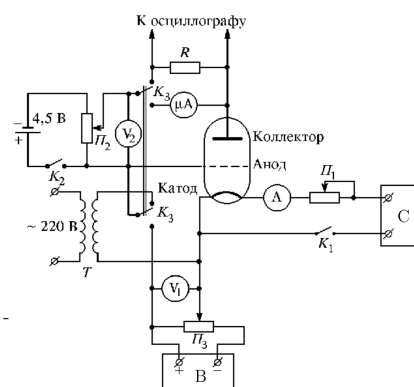 К осциллографу
R
K₃
μA
4,5 В
П₂
V₂
Коллектор
Анод
K₂
Катод
П₁
A
K₃
С
~ 220 В
K₁
T
V₁
П₃
+ −
В